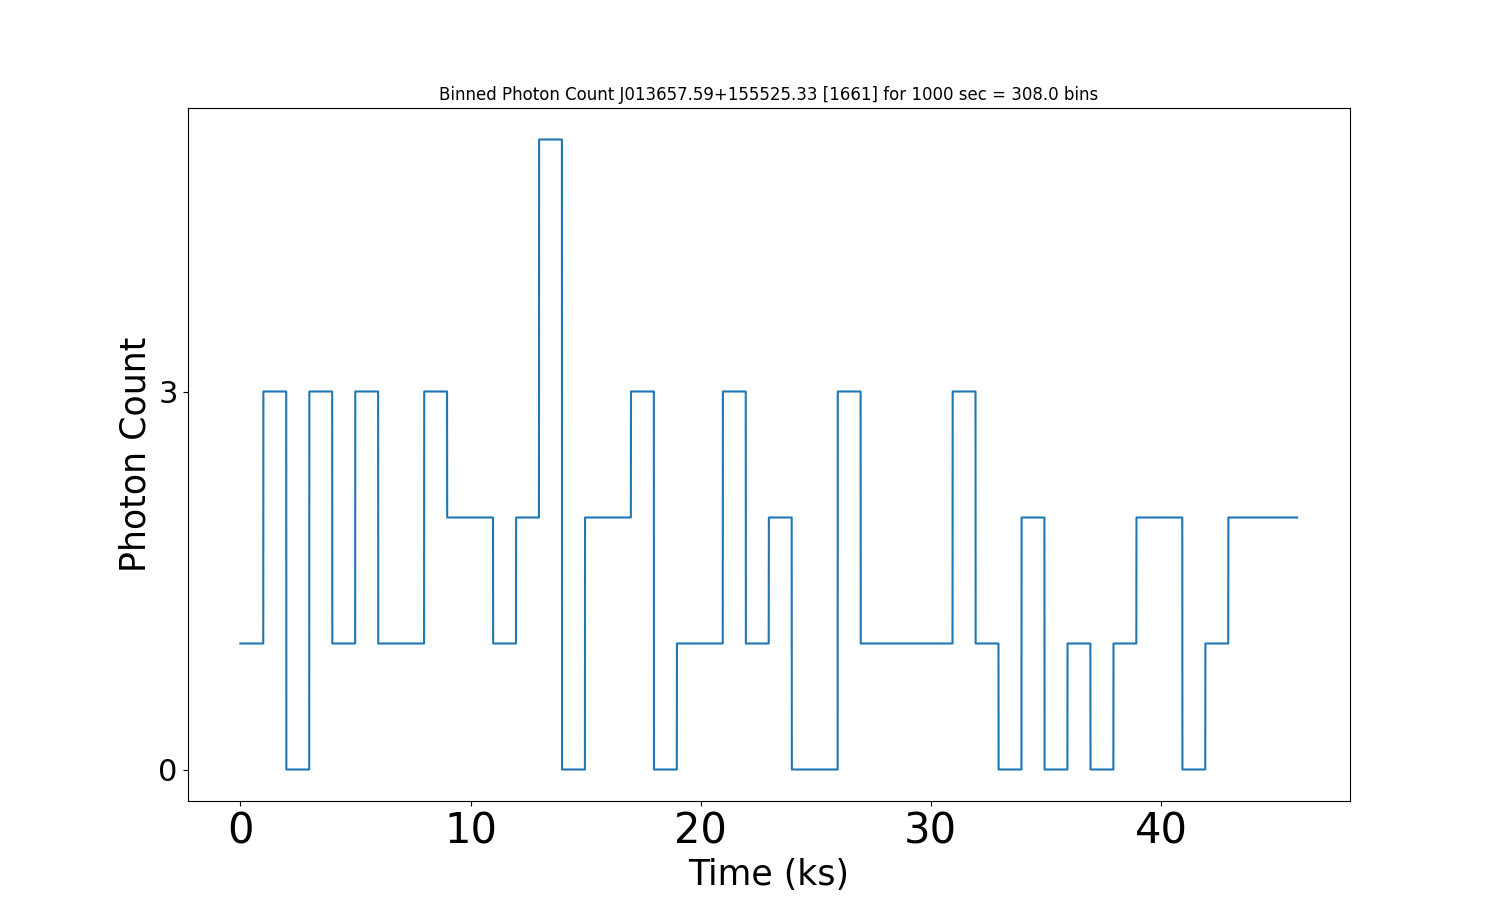 Binned Photon Count J013657.59+155525.33 [1661] for 1000 sec = 308.0 bins
Photon Count
3
0
0 10 20 30 40
Time (ks)